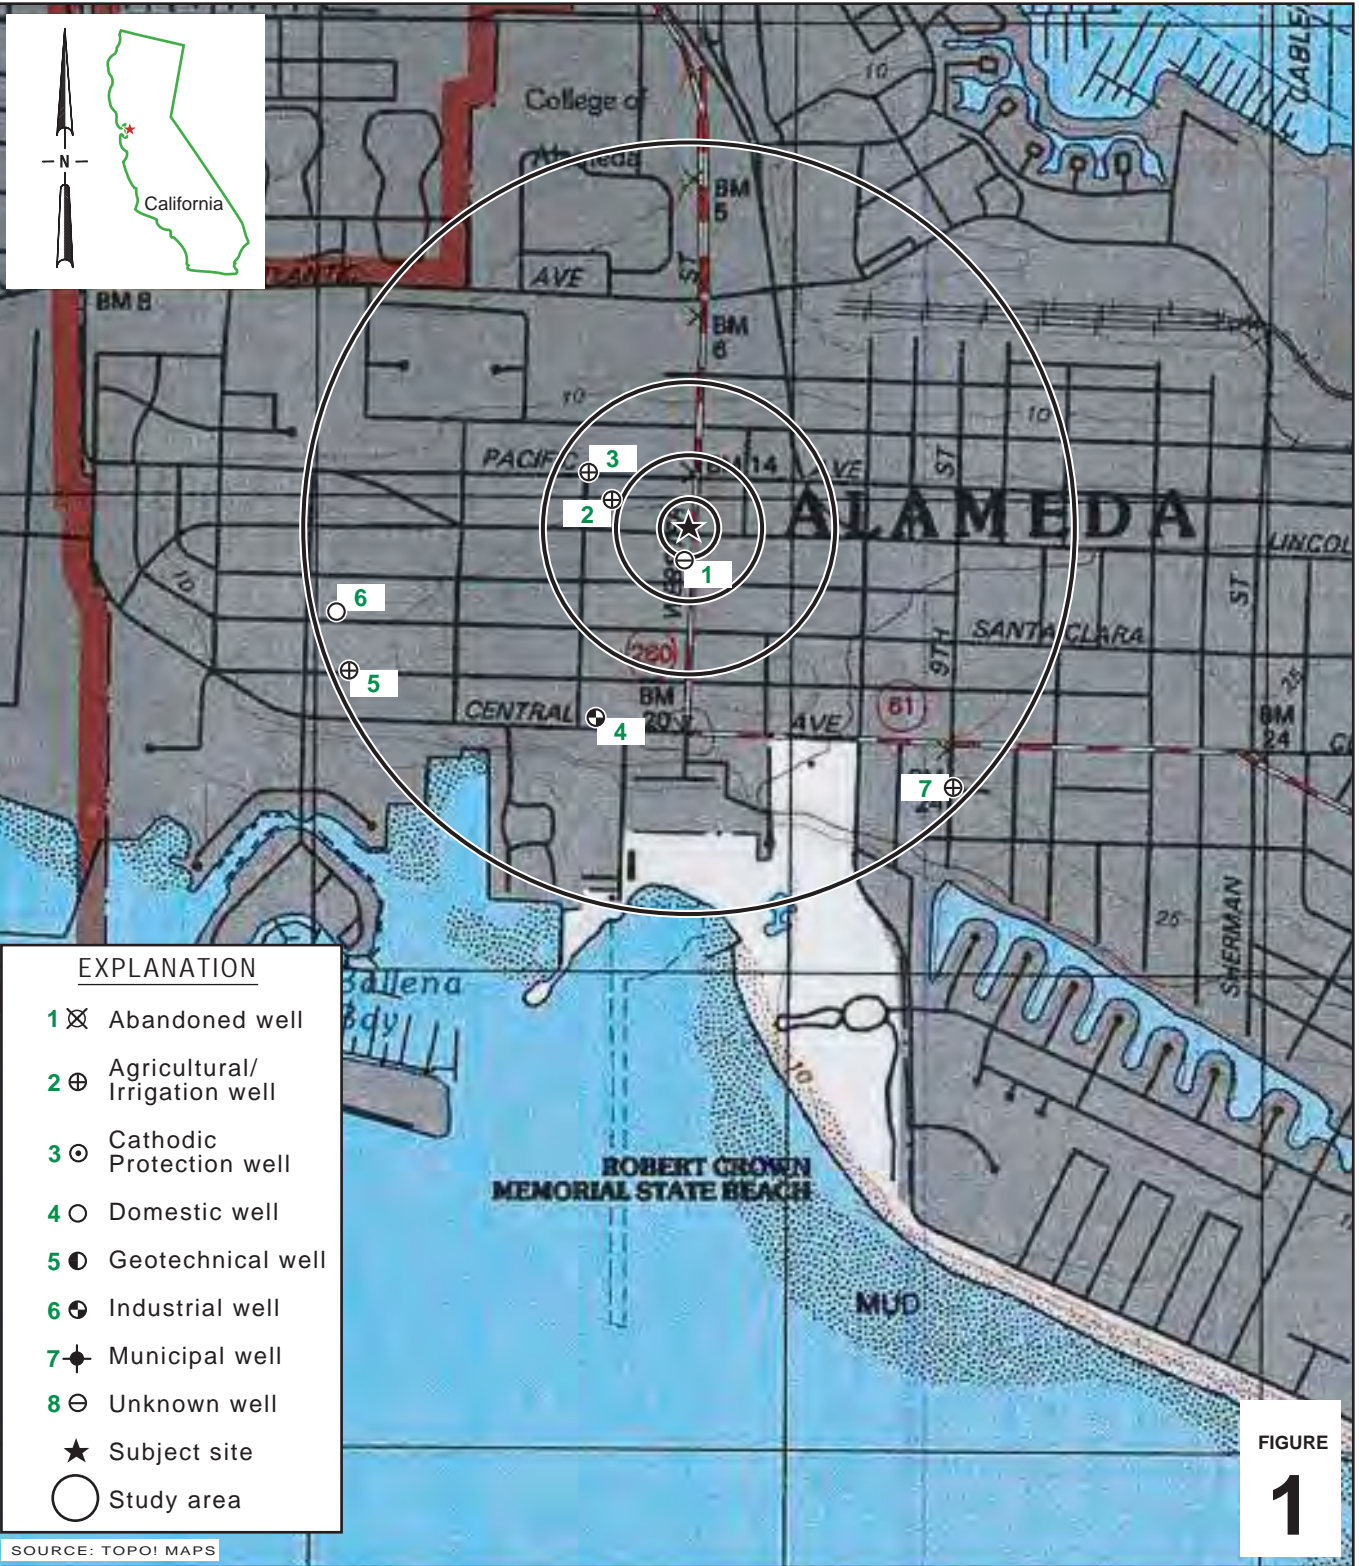 N
California
College of
Alameda
BM
5
ST
AVE
BM 8
BM
6
10
10
10
CABLE
PACIFIC
3
BM 14
AVE
ST
2
ALAMEDA
LINCOL
1
10
6
ST
SANTA CLARA
260
9TH
5
BM
20
61
25
CENTRAL
4
AVE
BM
24
7
25
SHERMAN
Ballena
Bay
10
ROBERT CROWN
MEMORIAL STATE BEACH
MUD
EXPLANATION
1 Abandoned well
2 Agricultural/
Irrigation well
3 Cathodic
Protection well
4 Domestic well
5 Geotechnical well
6 Industrial well
7 Municipal well
8 Unknown well
Subject site
Study area
SOURCE: TOPO! MAPS
FIGURE
1